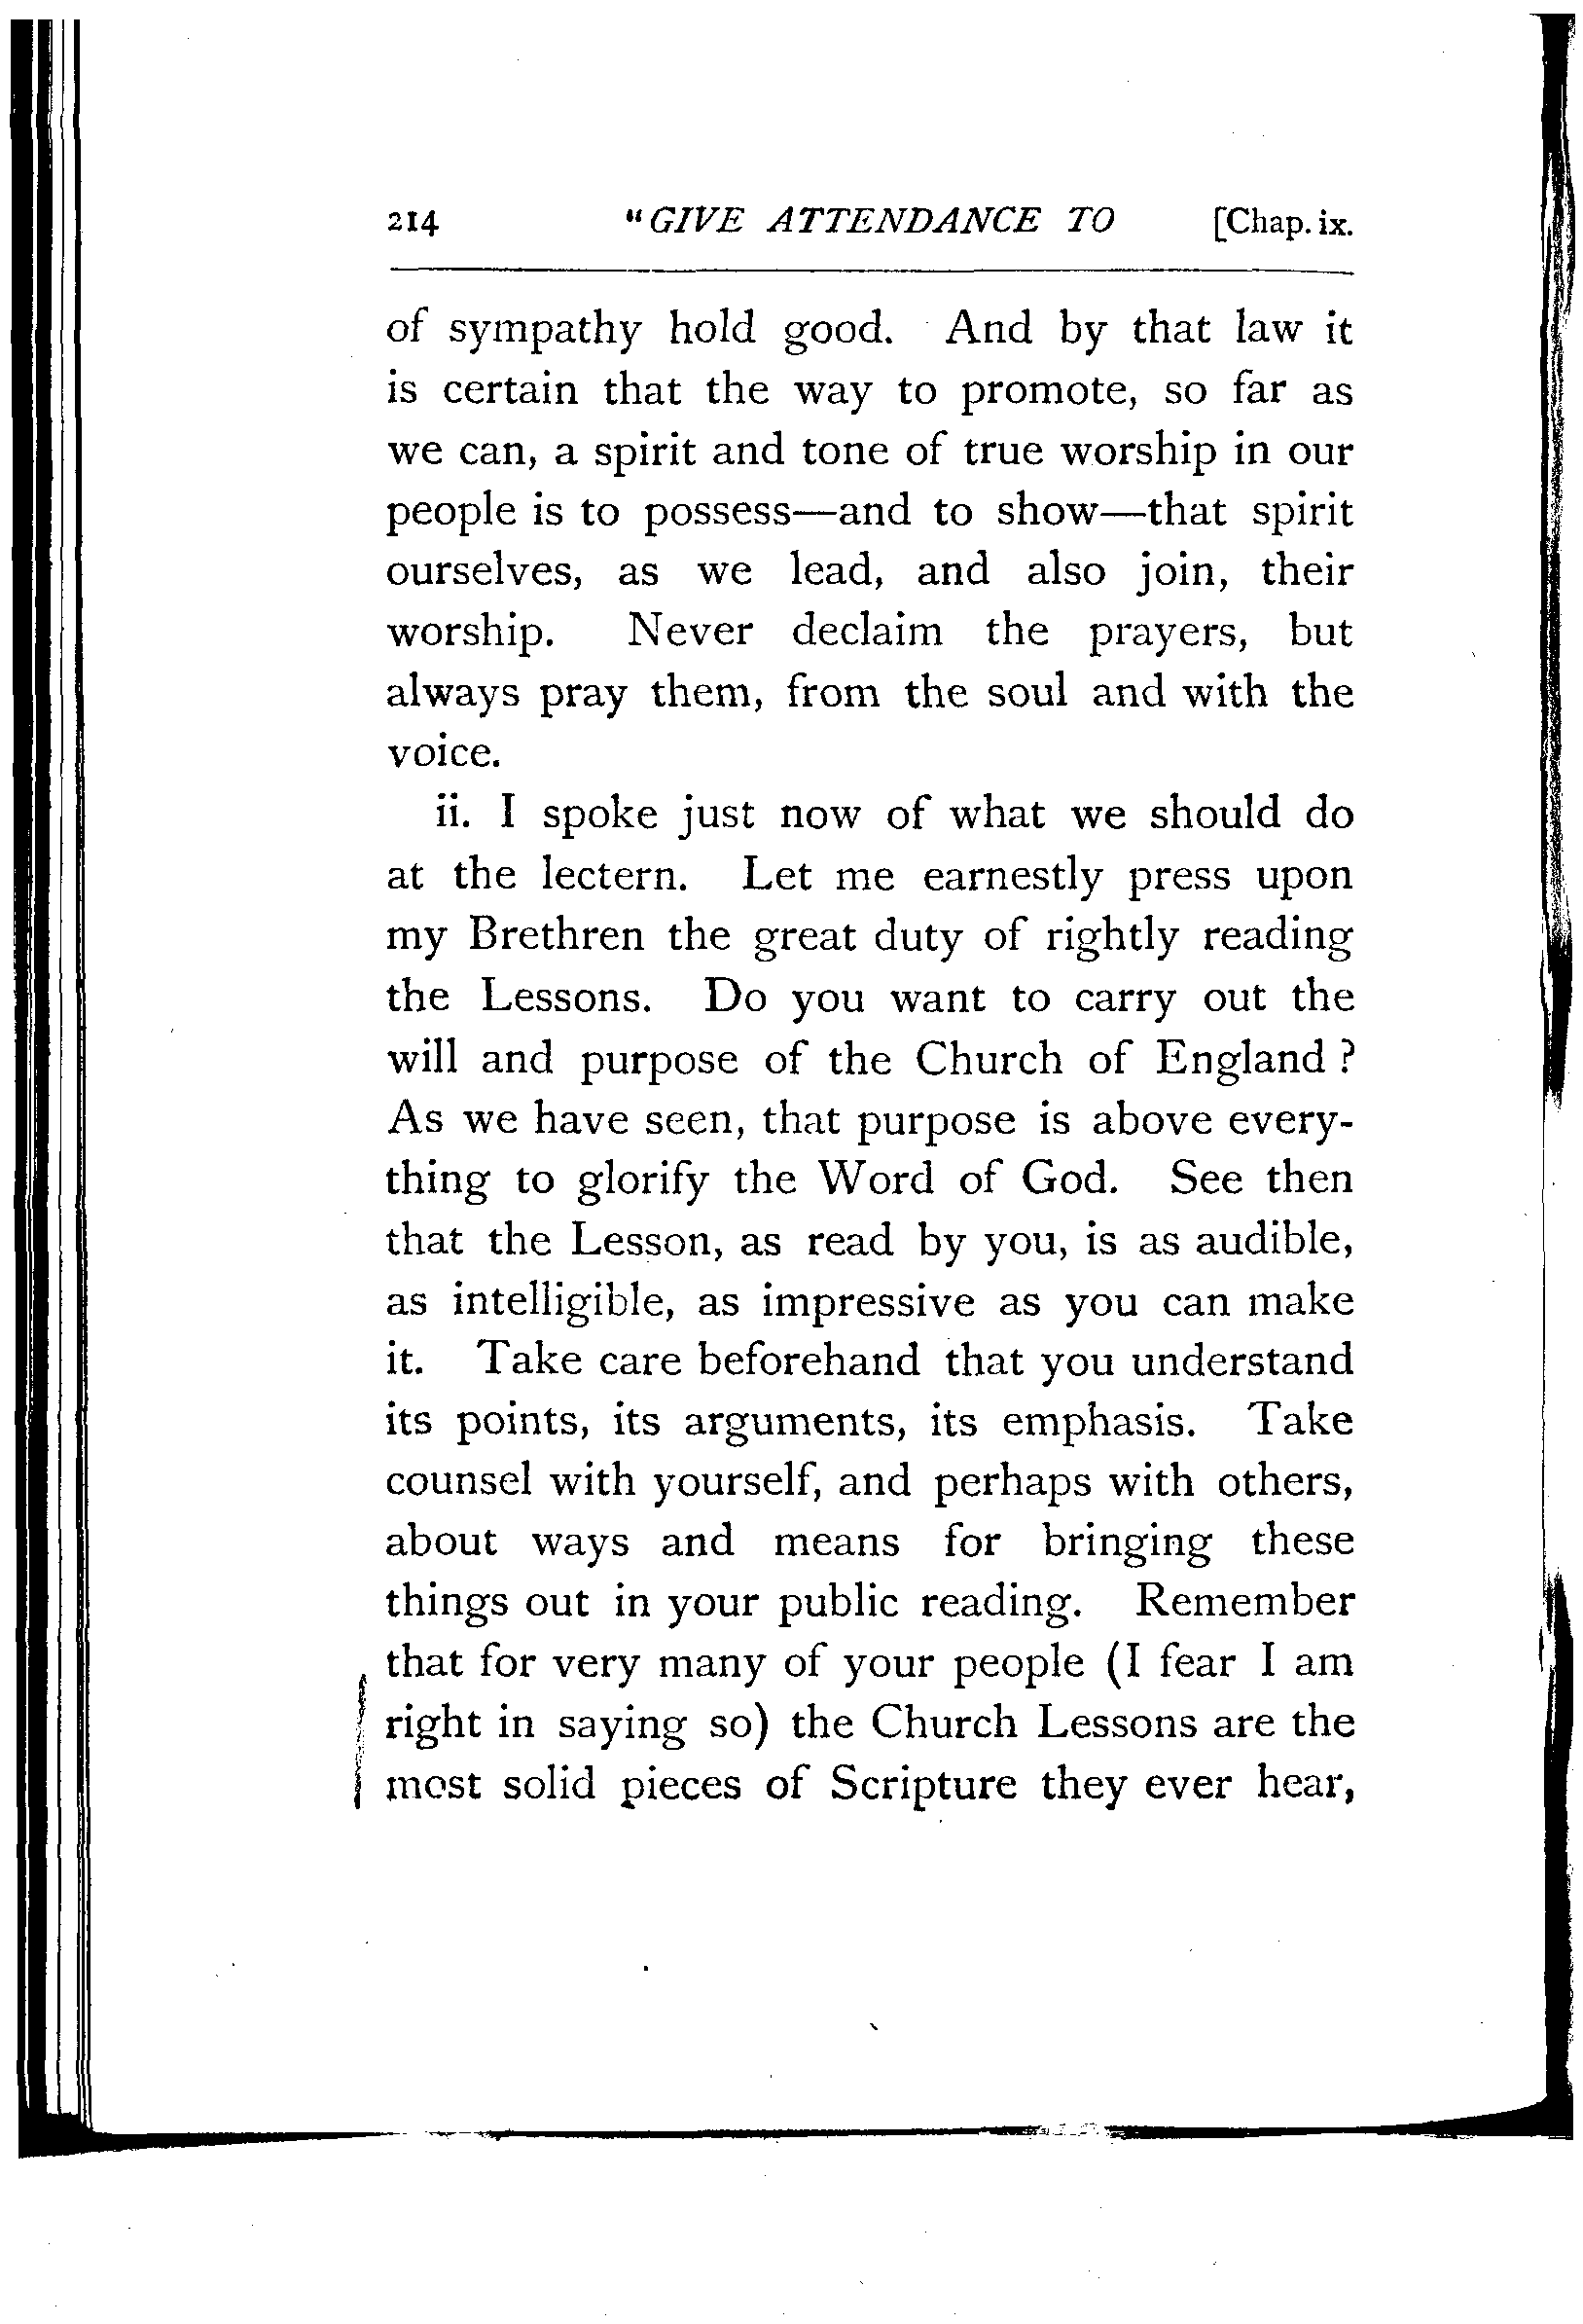 214 "GIVE ATTENDANCE TO [Chap. ix.
of sympathy hold good. And by that law it
is certain that the way to promote, so far as
we can, a spirit and tone of true worship in our
people is to possess—and to show—that spirit
ourselves, as we lead, and also join, their
worship. Never declaim the prayers, but
always pray them, from the soul and with the
voice.
ii. I spoke just now of what we should do
at the lectern. Let me earnestly press upon
my Brethren the great duty of rightly reading
the Lessons. Do you want to carry out the
will and purpose of the Church of England ?
As we have seen, that purpose is above every-
thing to glorify the Word of God. See then
that the Lesson, as read by you, is as audible,
as intelligible, as impressive as you can make
it. Take care beforehand that you understand
its points, its arguments, its emphasis. Take
counsel with yourself, and perhaps with others,
about ways and means for bringing these
things out in your public reading. Remember
that for very many of your people (I fear I am
right in saying so) the Church Lessons are the
most solid pieces of Scripture they ever hear,